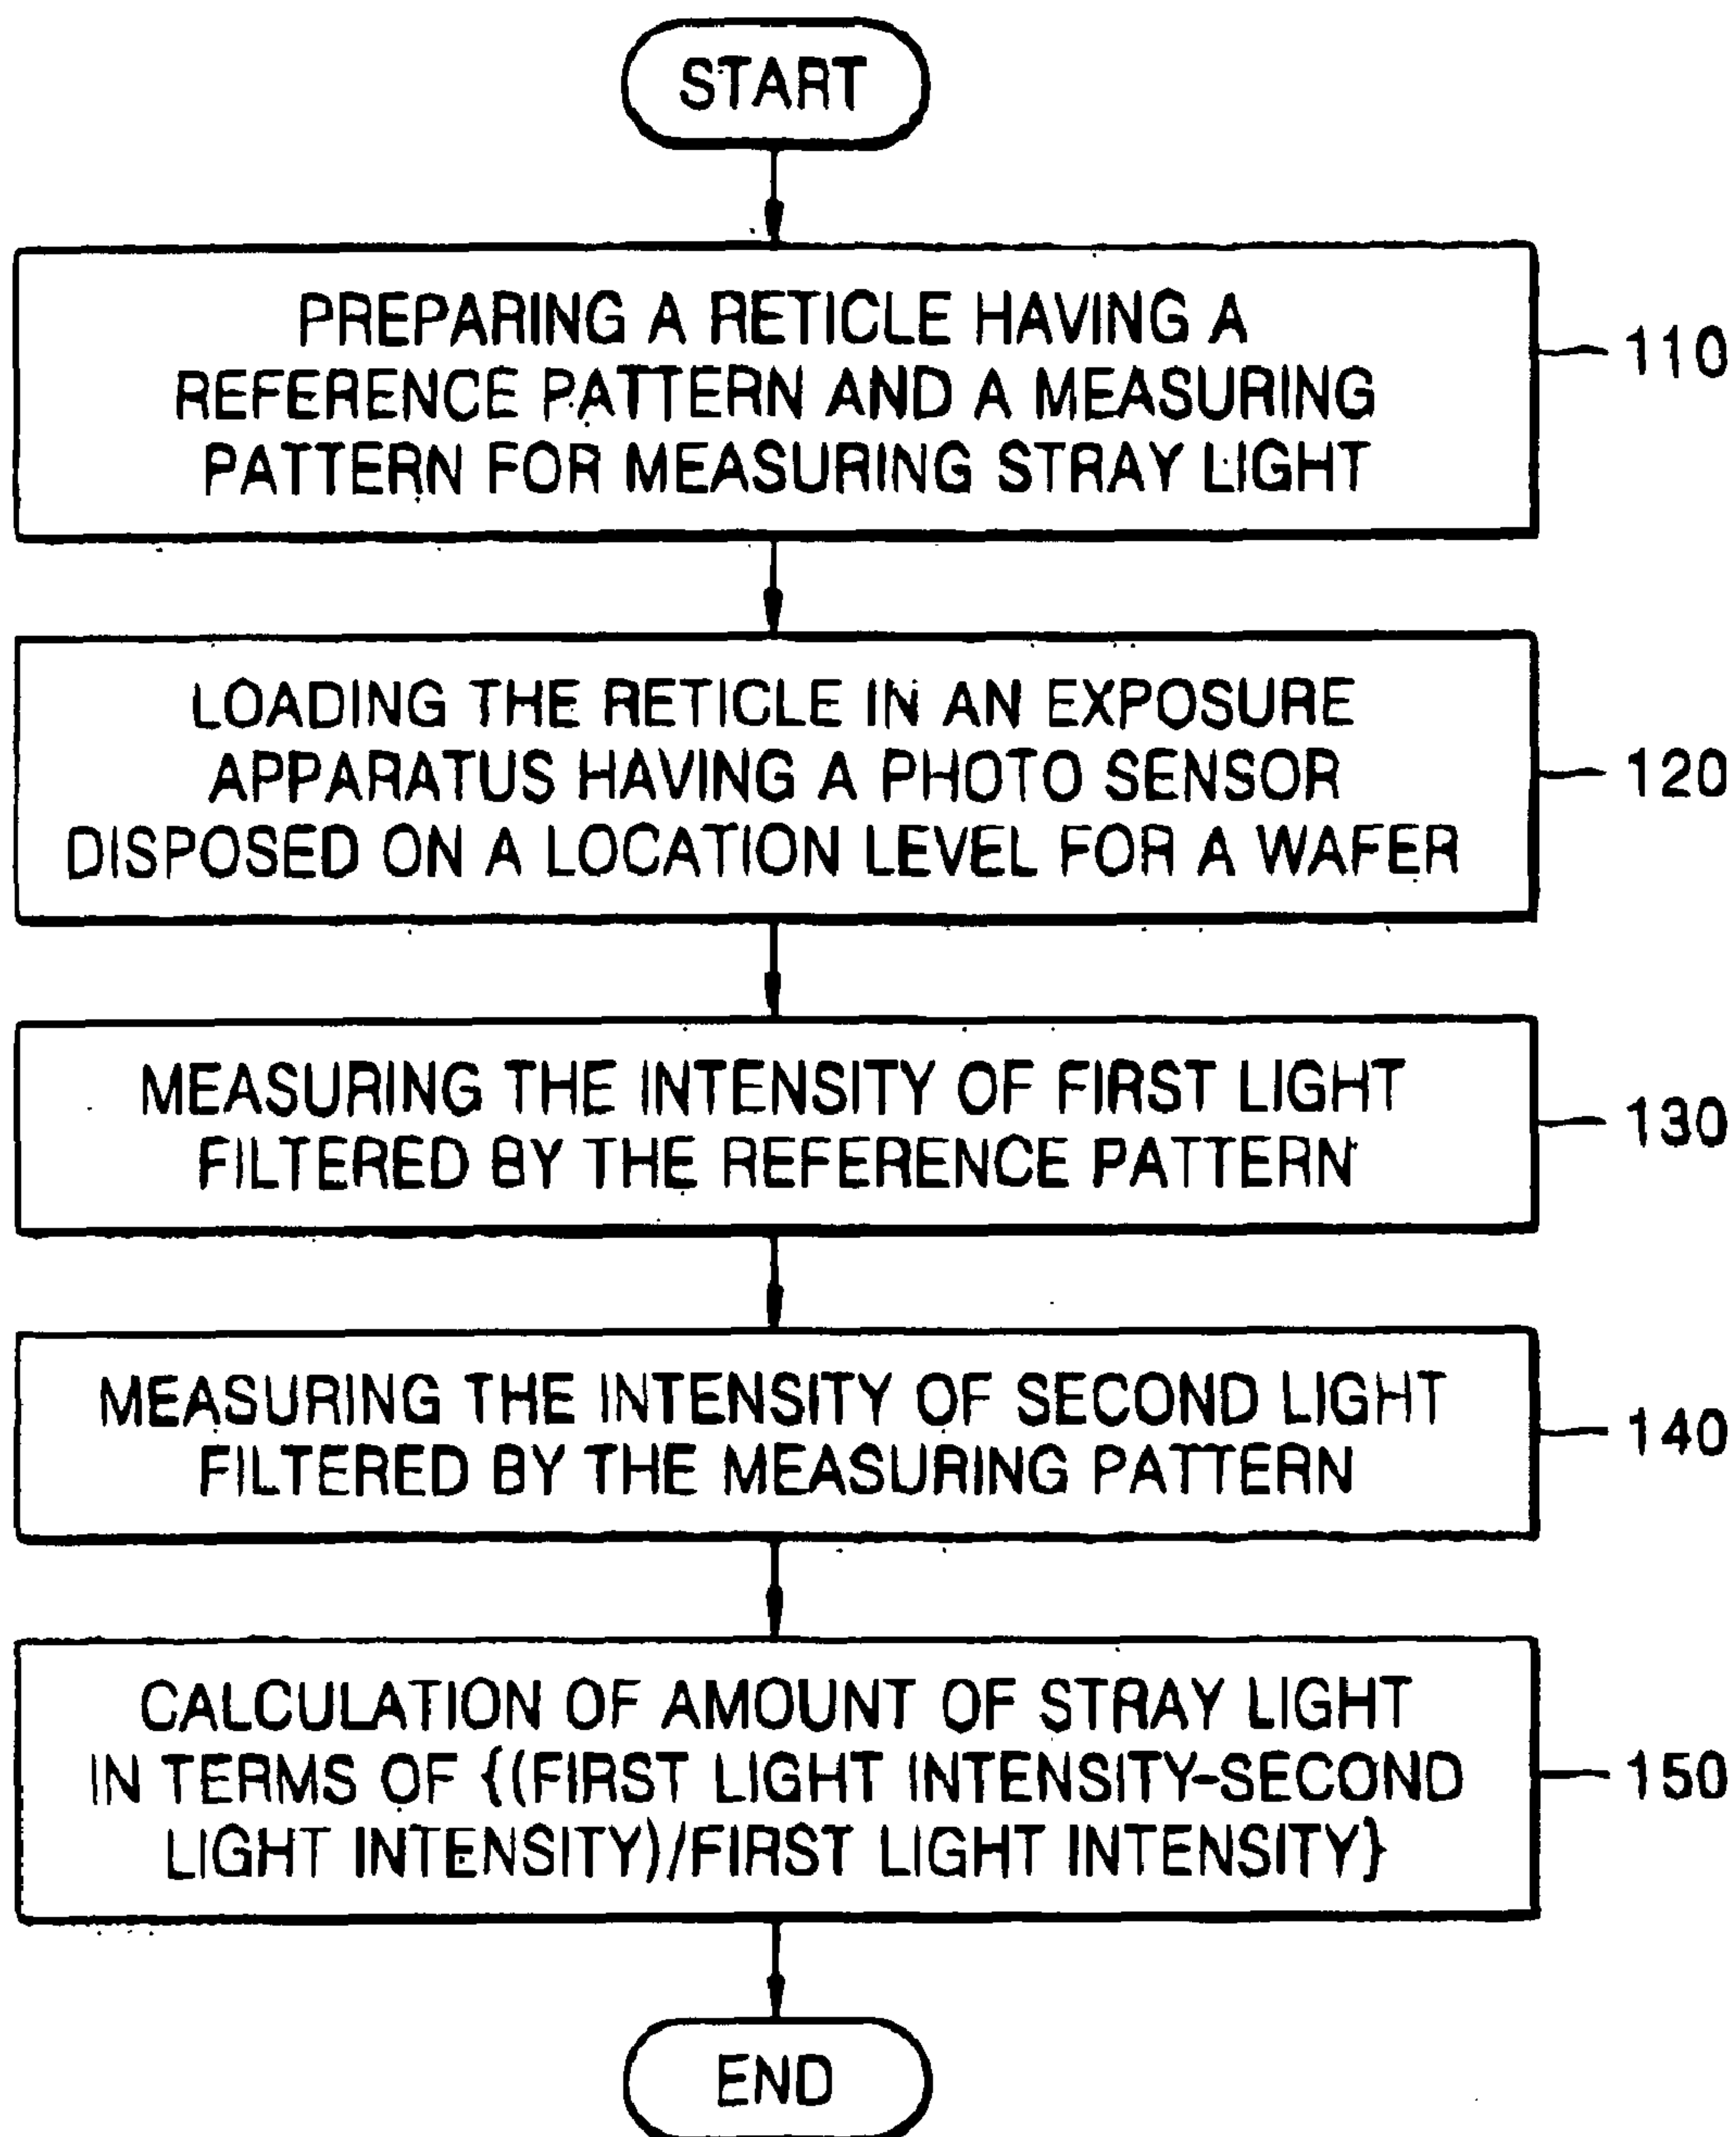 START
PREPARING A RETICLE HAVING A
REFERENCE PATTERN AND A MEASURING
PATTERN FOR MEASURING STRAY LIGHT
110
LOADING THE RETICLE IN AN EXPOSURE
APPARATUS HAVING A PHOTO SENSOR
DISPOSED ON A LOCATION LEVEL FOR A WAFER
120
MEASURING THE INTENSITY OF FIRST LIGHT
FILTERED BY THE REFERENCE PATTERN
130
MEASURING THE INTENSITY OF SECOND LIGHT
FILTERED BY THE MEASURING PATTERN
140
CALCULATION OF AMOUNT OF STRAY LIGHT
IN TERMS OF {(FIRST LIGHT INTENSITY-SECOND
LIGHT INTENSITY)/FIRST LIGHT INTENSITY}
150
END